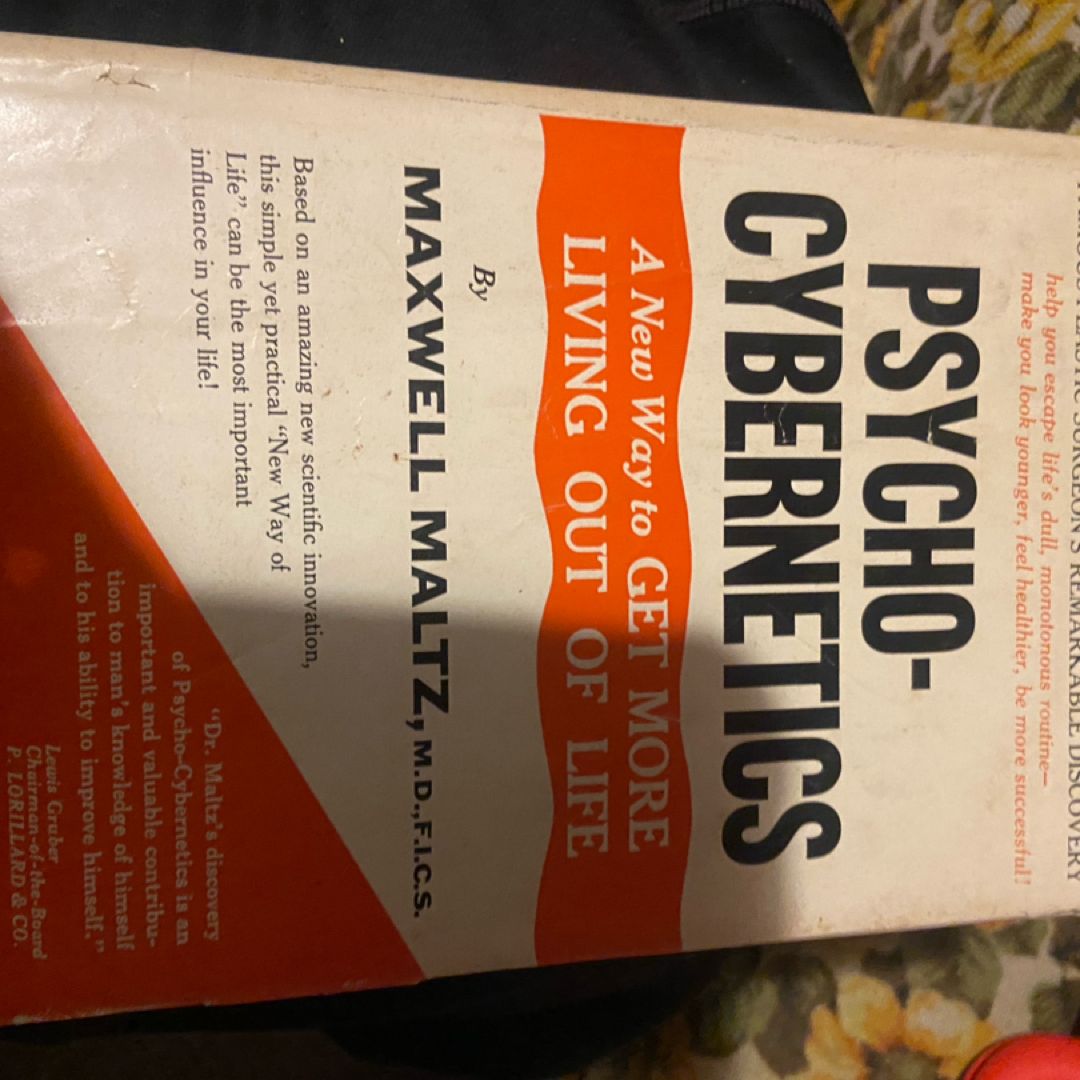 PLASTIC SURGEON'S REMARKABLE DISCOVERY
help you escape life's dull, monotonous routine—
make you look younger, feel healthier, be more successful!
PSYCHO-
CYBERNETICS
A New Way to GET MORE
LIVING OUT OF LIFE
By
MAXWELL MALTZ, M.D., F.I.C.S.
Based on an amazing new scientific innovation,
this simple yet practical “New Way of
Life” can be the most important
influence in your life!
“Dr. Maltz's discovery
of Psycho-Cybernetics is an
important and valuable contribu-
tion to man's knowledge of himself
and to his ability to improve himself.”
Lewis Gruber
Chairman-of-the-Board
P. LORILLARD & CO.